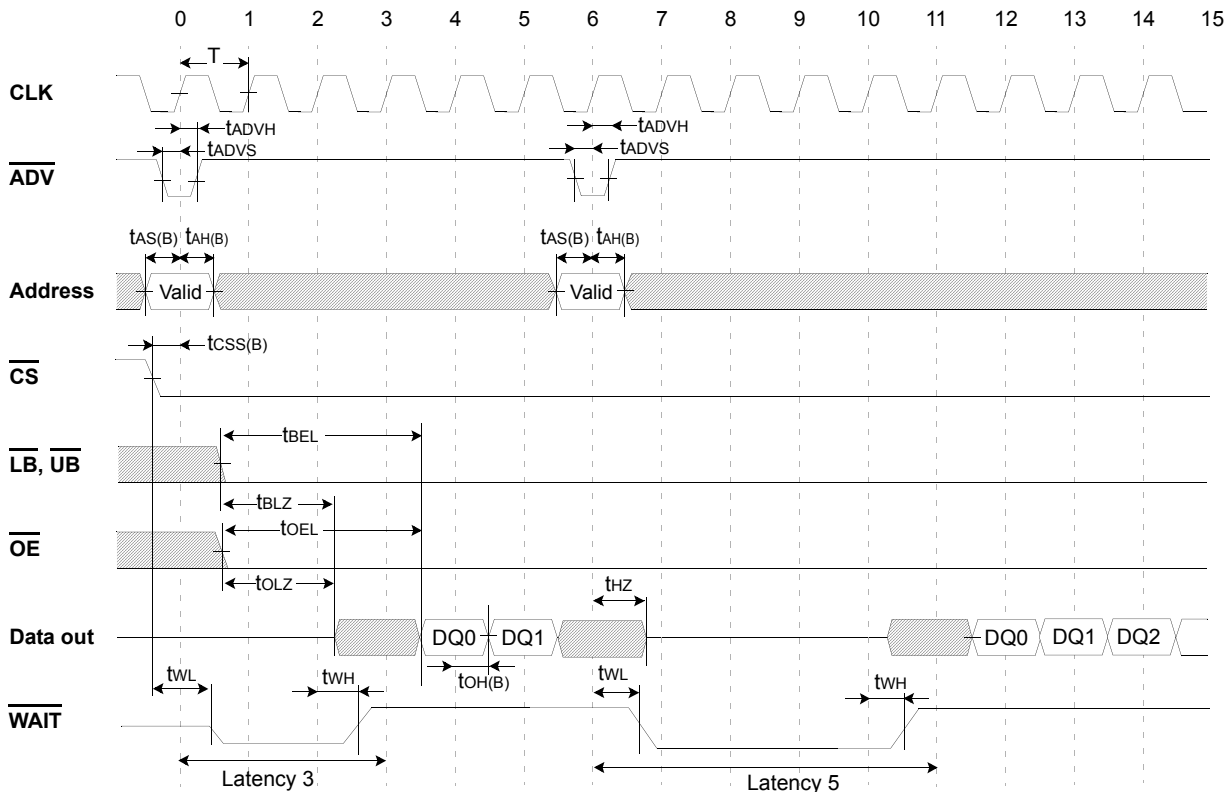 0 1 2 3 4 5 6 7 8 9 10 11 12 13 14 15
T
CLK
tADVH tADVH
tADVS tADVS
ADV
tAS(B) tAH(B) tAS(B) tAH(B)
Address Valid Valid
tCSS(B)
CS
tBEL
LB, UB
tBLZ
tOEL
OE
tOLZ tHZ
Data out DQ0 DQ1 DQ0 DQ1 DQ2
tWL tWH tOH(B) tWL tWH
WAIT
Latency 3 Latency 5